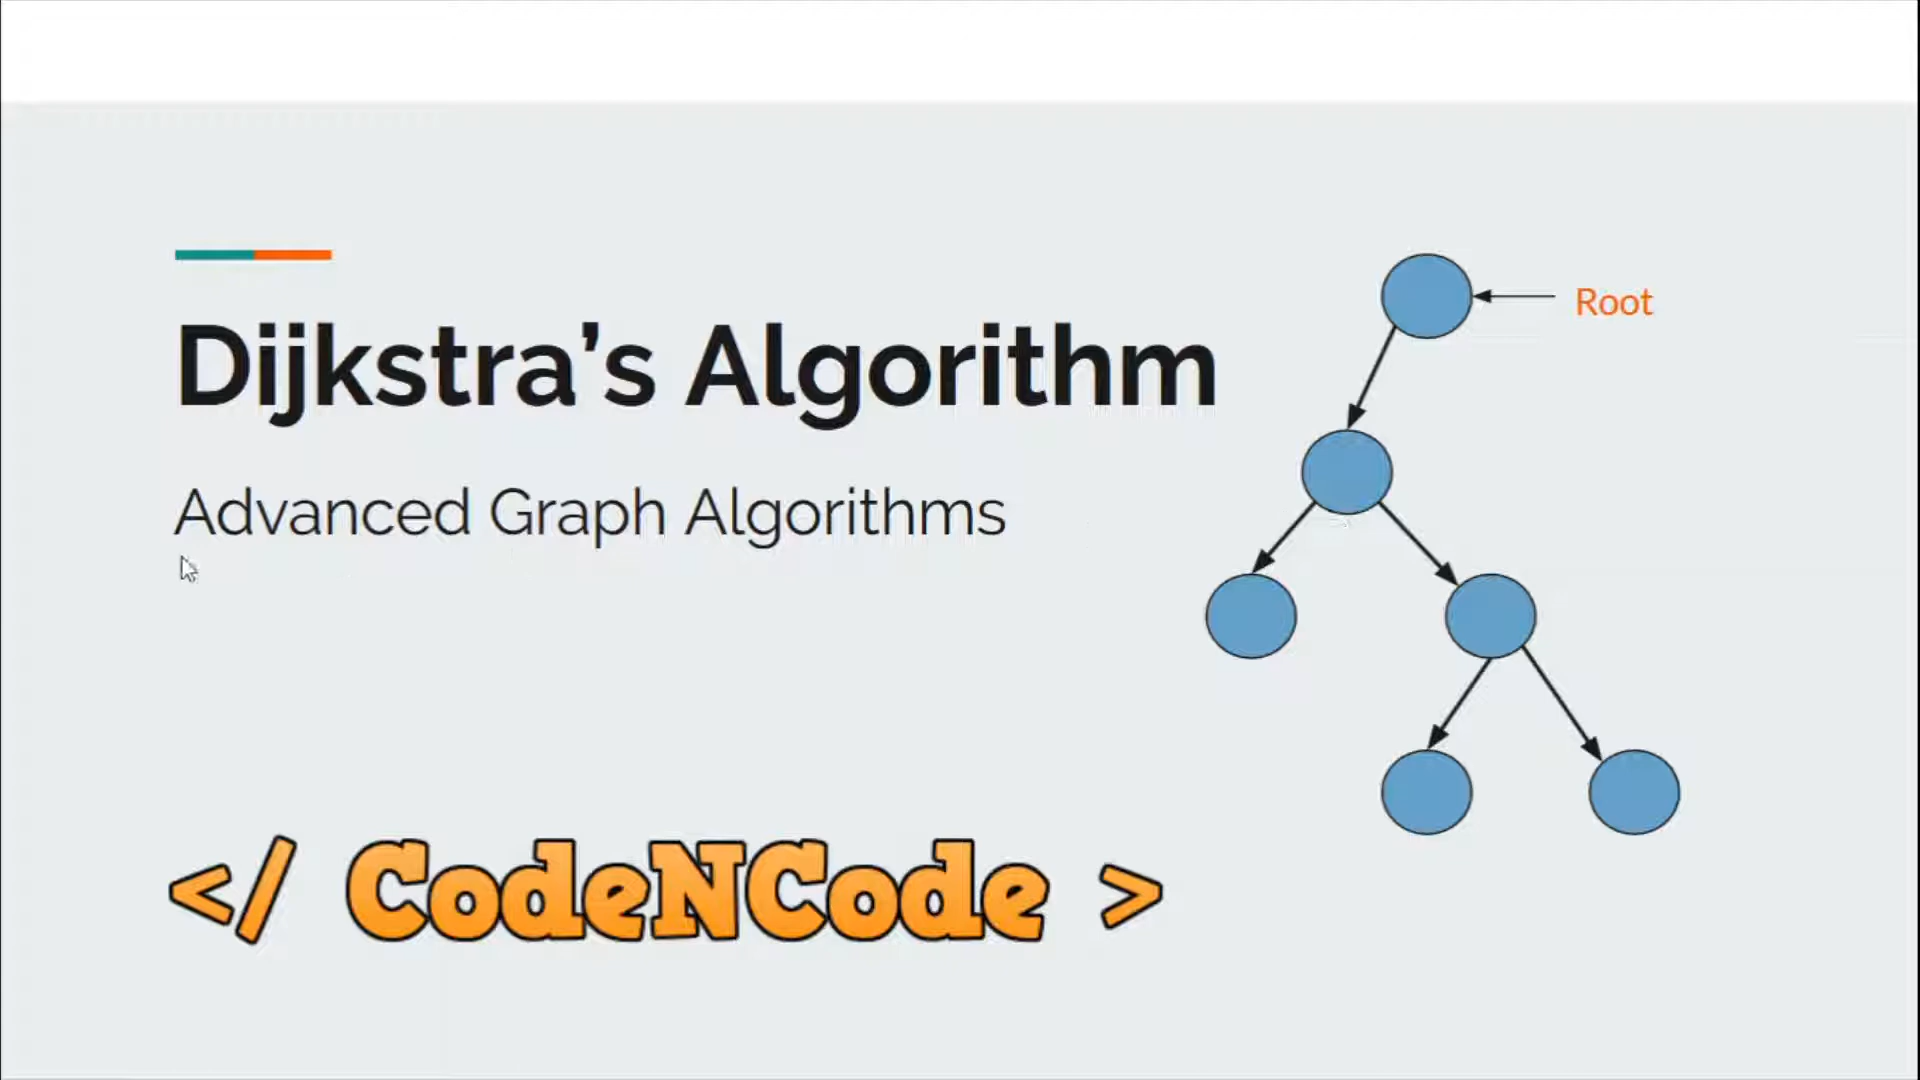 Dijkstra’s Algorithm
Advanced Graph Algorithms
Root
</ CodeNCode >